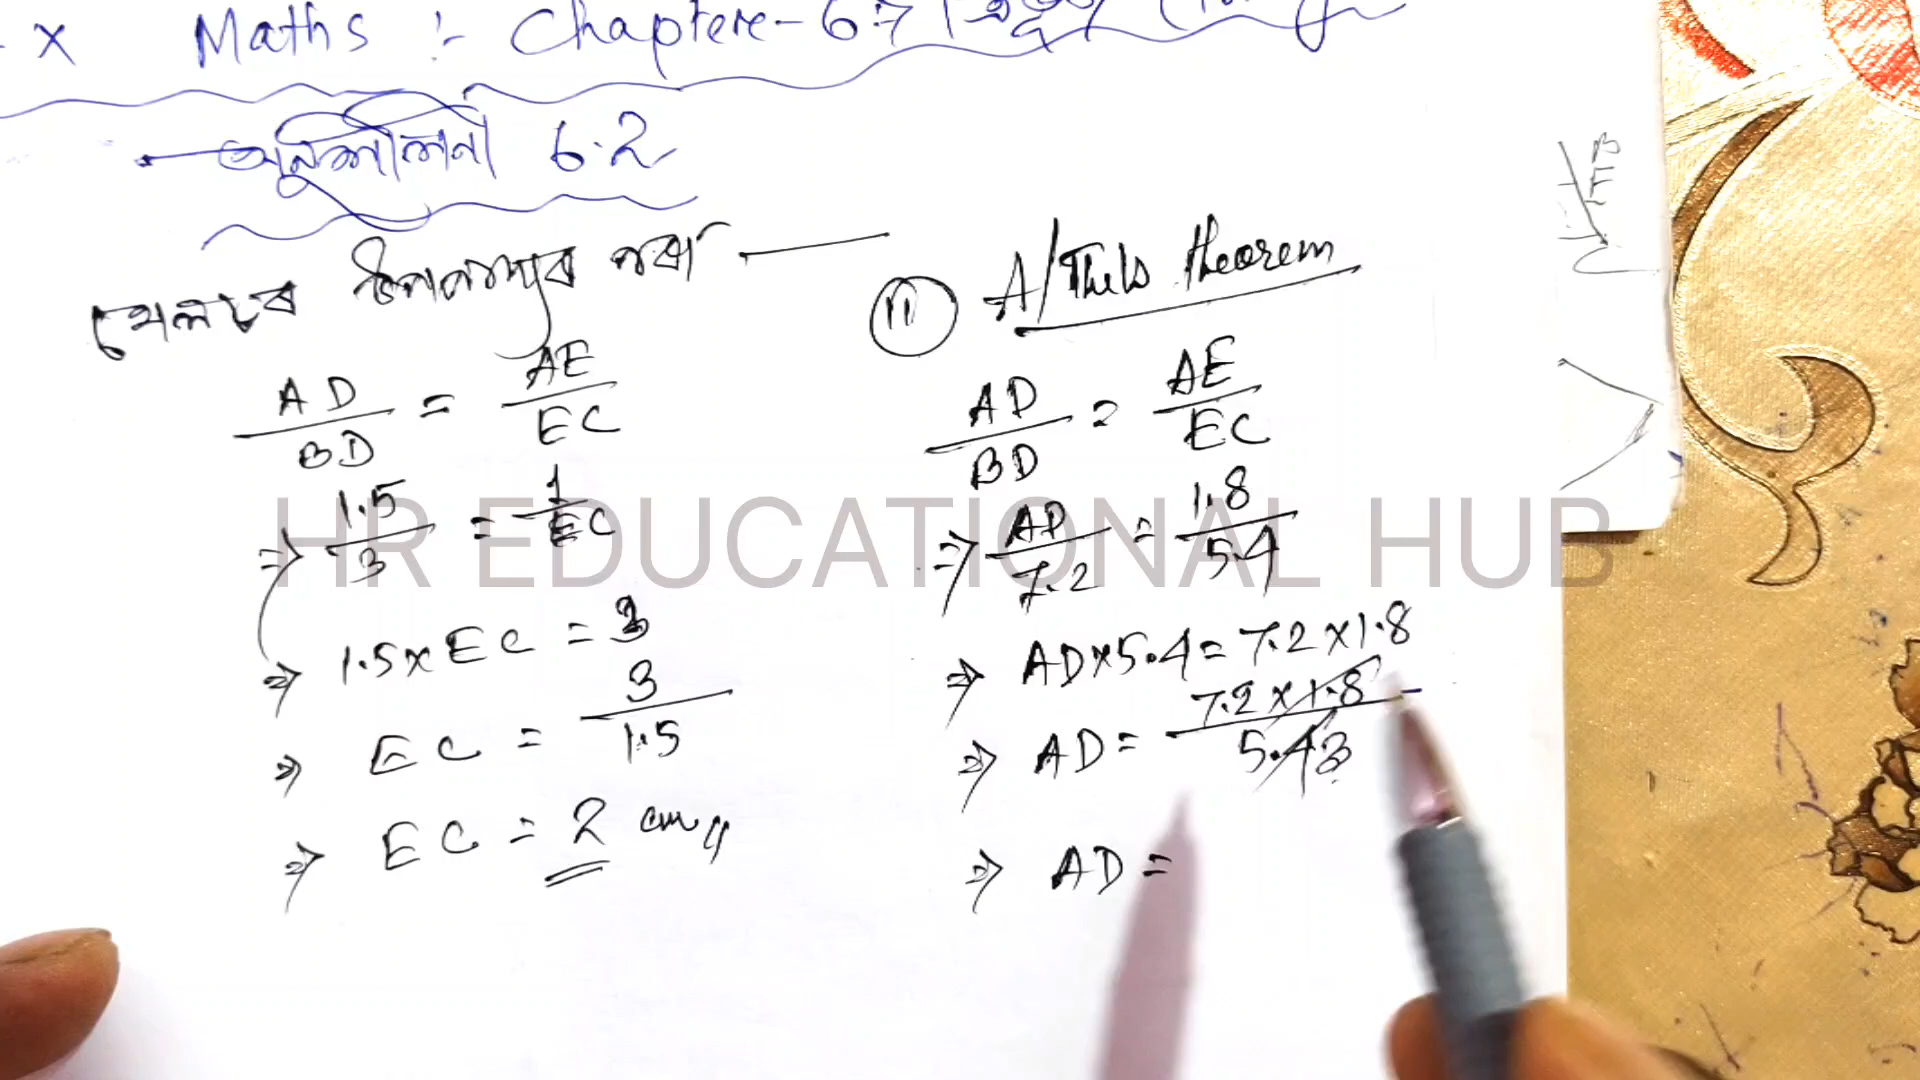 X Maths :- Chapter - 6 :-
অনুশীলনী 6.2
থেলছৰ উপপাদ্যৰ পৰা —
AD/BD = AE/EC
⇒ 1.5/3 = 1/EC
⇒ 1.5 × EC = 3
⇒ EC = 3/1.5
⇒ EC = 2 cm
(ii) A/ theorem
AD/BD = AE/EC
⇒ AD/7.2 = 1.8/5.4
⇒ AD×5.4 = 7.2×1.8
⇒ AD = 7.2×1.8/5.4 3
⇒ AD =
HR EDUCATIONAL HUB
B
E
C